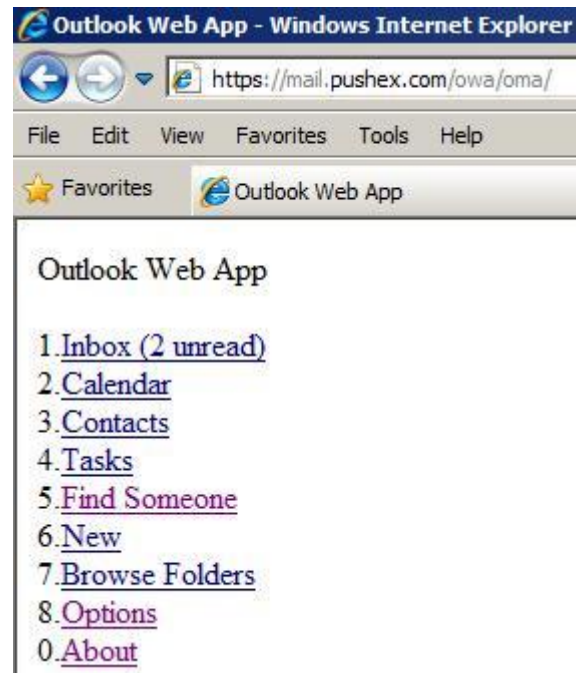 Outlook Web App - Windows Internet Explorer
https://mail.pushex.com/owa/oma/
File Edit View Favorites Tools Help
Favorites Outlook Web App
Outlook Web App
1.Inbox (2 unread)
2.Calendar
3.Contacts
4.Tasks
5.Find Someone
6.New
7.Browse Folders
8.Options
0.About